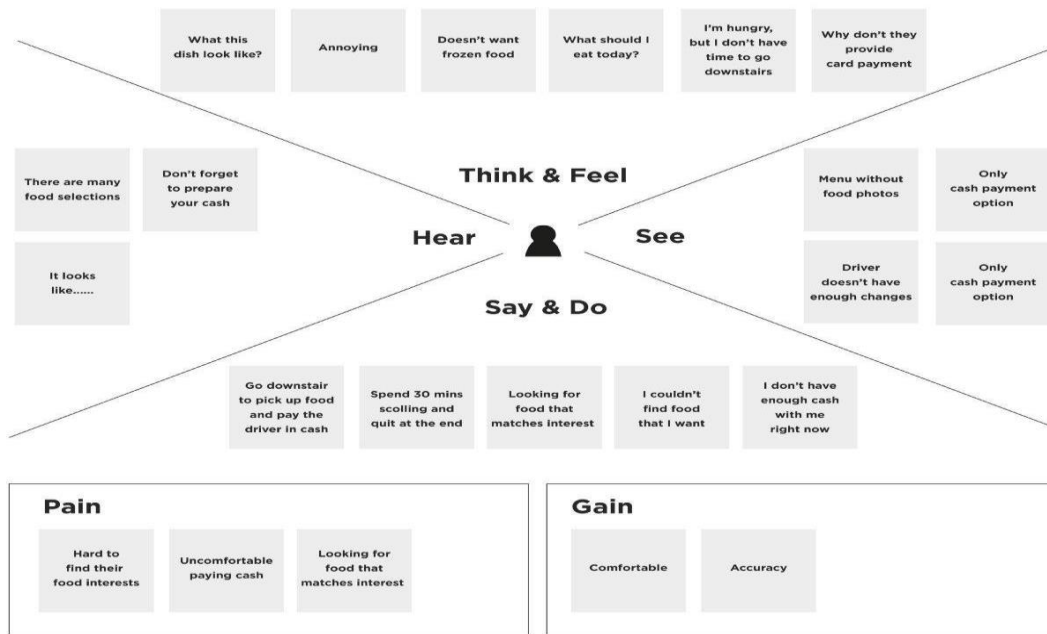 What this
dish look like?
Annoying
Doesn't want
frozen food
What should I
eat today?
I'm hungry,
but I don't have
time to go
downstairs
Why don't they
provide
card payment
Think & Feel
There are many
food selections
Don't forget
to prepare
your cash
It looks
like......
Hear
See
Menu without
food photos
Only
cash payment
option
Driver
doesn't have
enough changes
Only
cash payment
option
Say & Do
Go downstair
to pick up food
and pay the
driver in cash
Spend 30 mins
scolling and
quit at the end
Looking for
food that
matches interest
I couldn't
find food
that I want
I don't have
enough cash
with me
right now
Pain
Hard to
find their
food interests
Uncomfortable
paying cash
Looking for
food that
matches interest
Gain
Comfortable
Accuracy